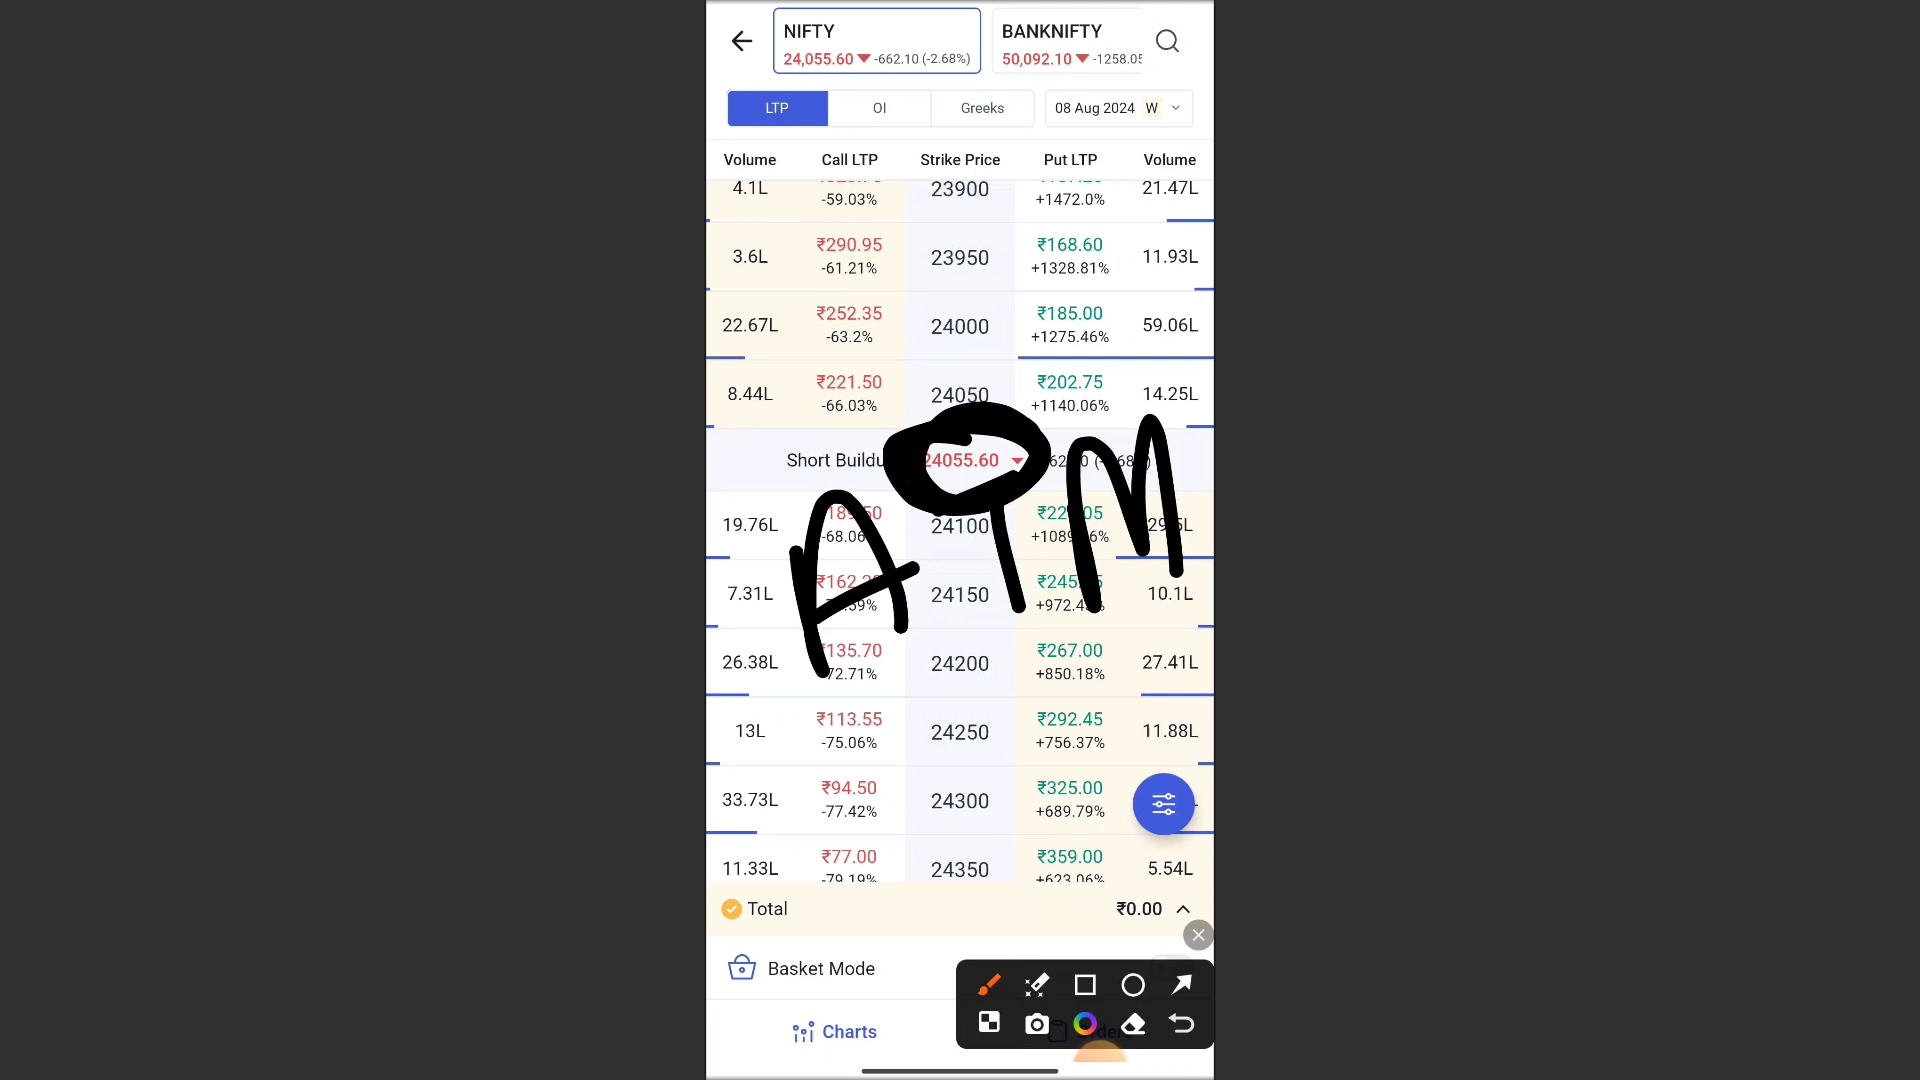 NIFTY BANKNIFTY
24,055.60 ▼ -662.10 (-2.68%) 50,092.10 ▼ -1258.05
LTP OI Greeks 08 Aug 2024 W
Volume Call LTP Strike Price Put LTP Volume
4.1L -59.03% 23900 +1472.0% 21.47L
₹290.95 ₹168.60
3.6L 23950 11.93L
-61.21% +1328.81%
₹252.35 ₹185.00
22.67L 24000 59.06L
-63.2% +1275.46%
₹221.50 ₹202.75
8.44L 24050 14.25L
-66.03% +1140.06%
Short 24055.60 ▼
ATM
19.76L 24100
7.31L 24150 10.1L
₹135.70 ₹267.00
26.38L 24200 27.41L
72.71% +850.18%
₹113.55 ₹292.45
13L 24250 11.88L
-75.06% +756.37%
₹94.50 ₹325.00
33.73L 24300
-77.42% +689.79%
₹77.00 ₹359.00
11.33L 24350 5.54L
-79.19% +623.06%
Total ₹0.00
Basket Mode
Charts